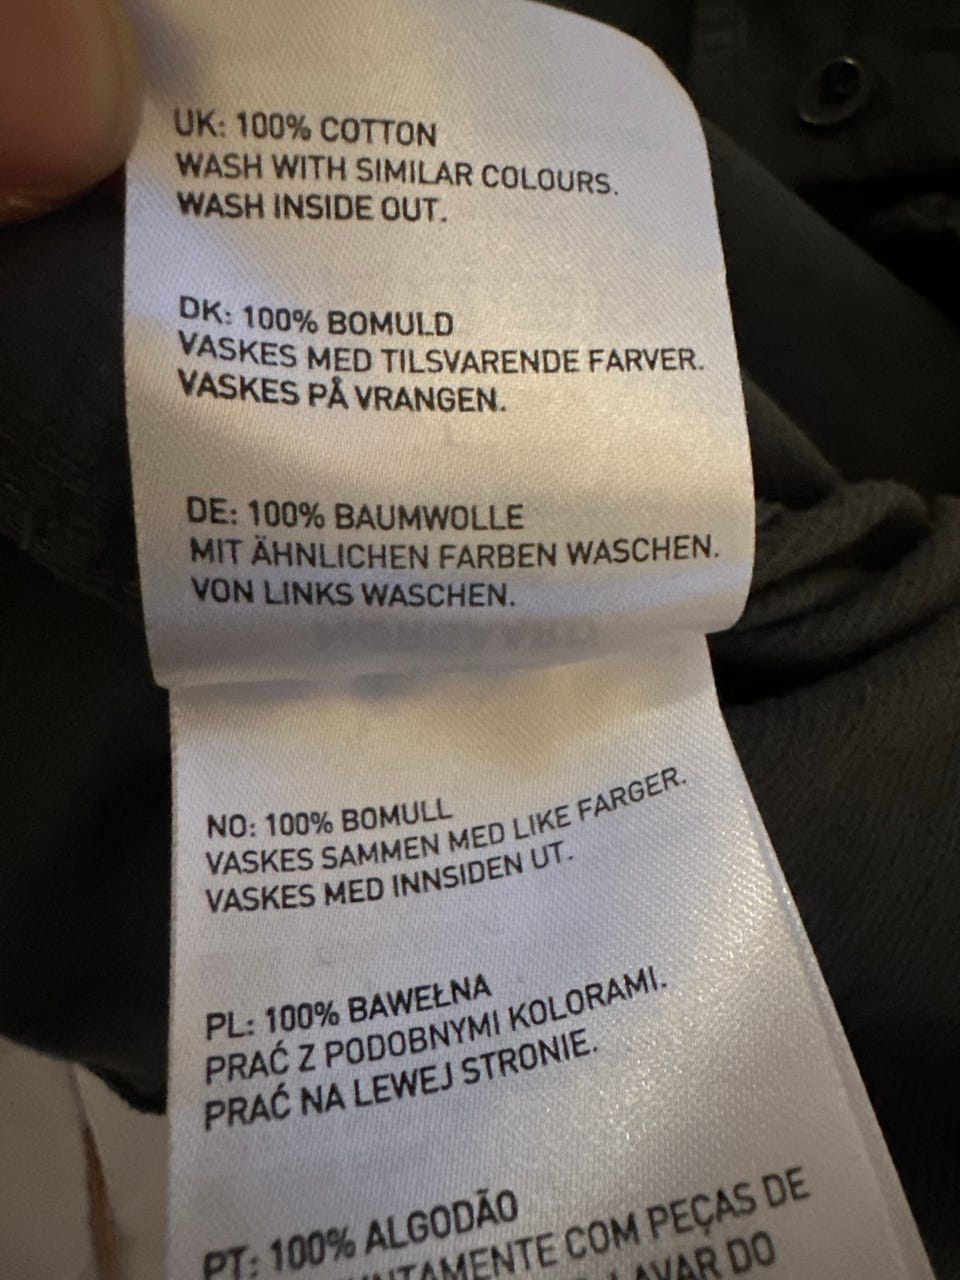 UK: 100% COTTON
WASH WITH SIMILAR COLOURS.
WASH INSIDE OUT.
DK: 100% BOMULD
VASKES MED TILSVARENDE FARVER.
VASKES PÅ VRANGEN.
DE: 100% BAUMWOLLE
MIT ÄHNLICHEN FARBEN WASCHEN.
VON LINKS WASCHEN.
NO: 100% BOMULL
VASKES SAMMEN MED LIKE FARGER.
VASKES MED INNSIDEN UT.
PL: 100% BAWEŁNA
PRAĆ Z PODOBNYMI KOLORAMI.
PRAĆ NA LEWEJ STRONIE.
PT: 100% ALGODÃO
COM PEÇAS DE
LAVAR DO